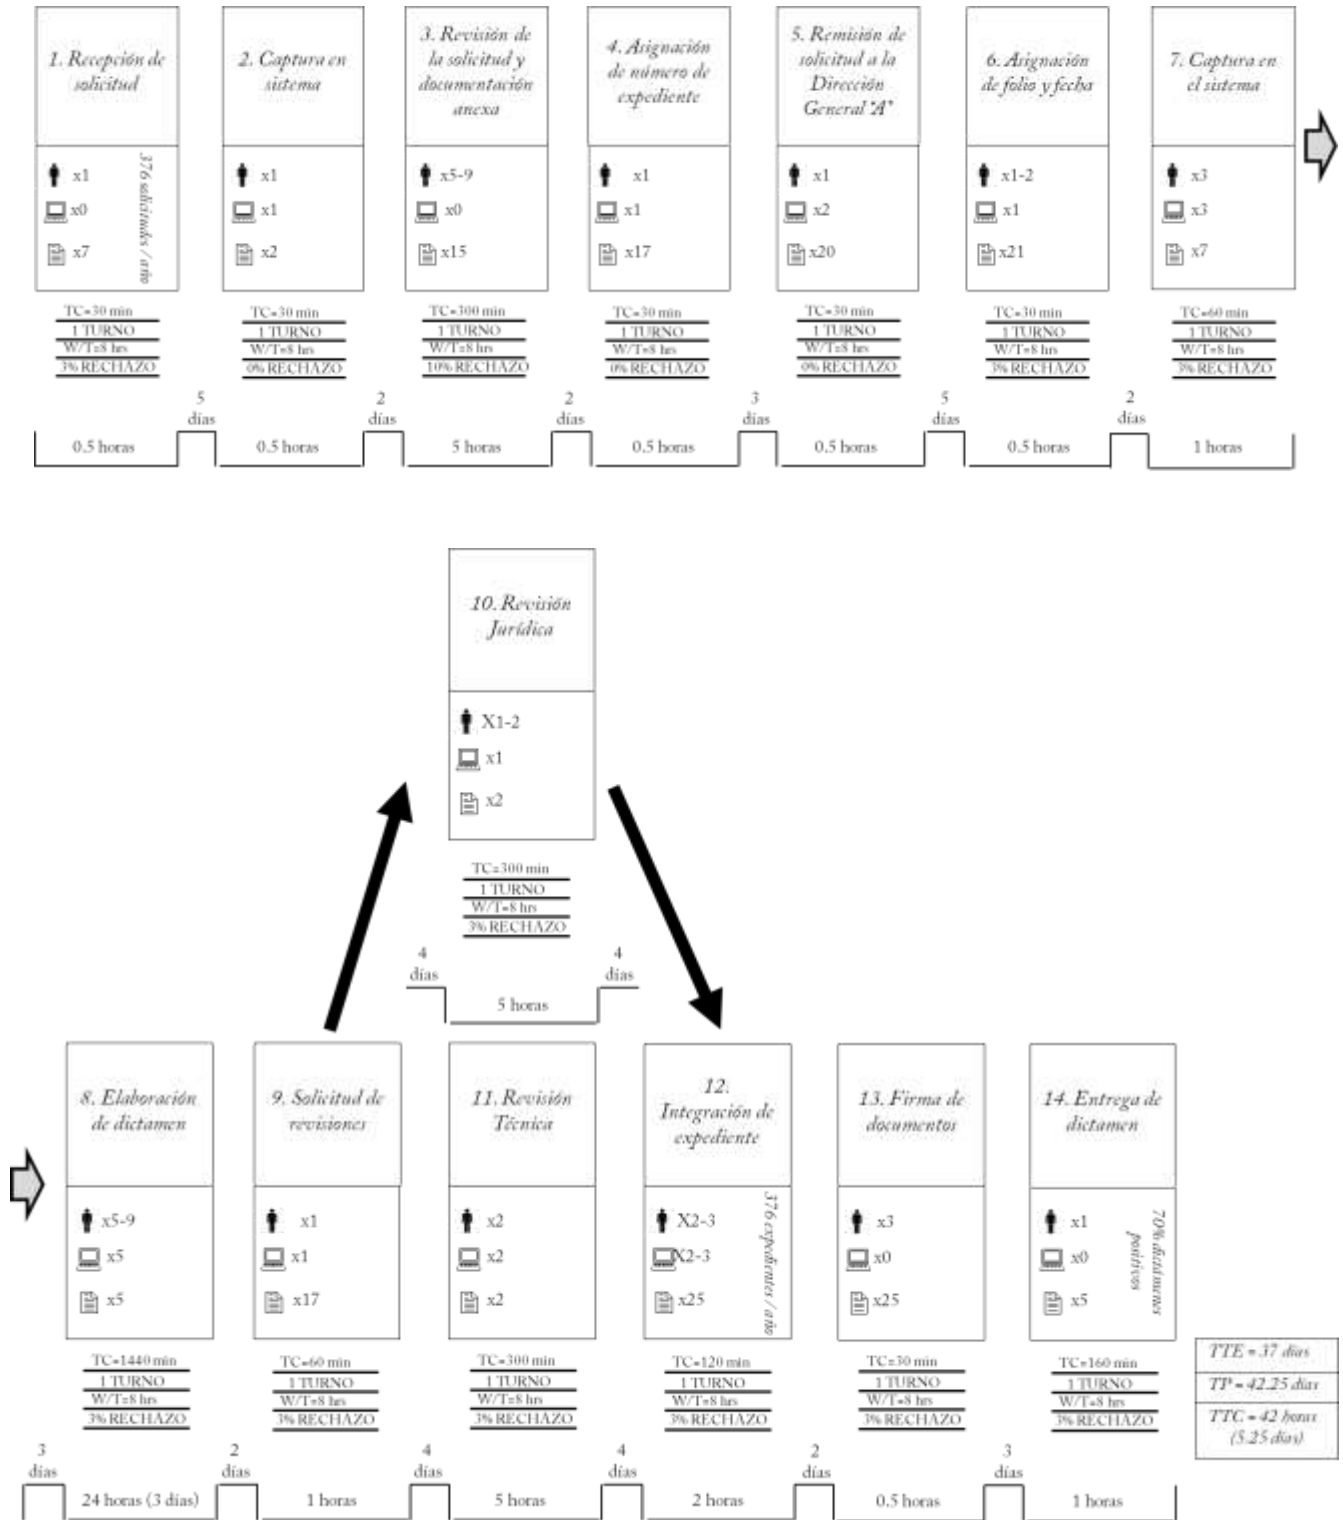 1. Recepción de
solicitud
x1
x0
x7
376 solicitudes / año
TC=30 min
1 TURNO
W/T=8 hrs
3% RECHAZO
2. Captura en
sistema
x1
x1
x2
TC=30 min
1 TURNO
W/T=8 hrs
0% RECHAZO
3. Revisión de
la solicitud y
documentación
anexa
x5-9
x0
x15
TC=300 min
1 TURNO
W/T=8 hrs
10% RECHAZO
4. Asignación
de número de
expediente
x1
x1
x17
TC=30 min
1 TURNO
W/T=8 hrs
0% RECHAZO
5. Remisión de
solicitud a la
Dirección
General "A"
x1
x2
x20
TC=30 min
1 TURNO
W/T=8 hrs
0% RECHAZO
6. Asignación
de folio y fecha
x1-2
x1
x21
TC=30 min
1 TURNO
W/T=8 hrs
3% RECHAZO
7. Captura en
el sistema
x3
x3
x7
TC=60 min
1 TURNO
W/T=8 hrs
3% RECHAZO
0.5 horas
5
días
0.5 horas
2
días
5 horas
2
días
0.5 horas
3
días
0.5 horas
5
días
0.5 horas
2
días
1 horas
10. Revisión
Jurídica
X1-2
x1
x2
TC=300 min
1 TURNO
W/T=8 hrs
3% RECHAZO
4
días
5 horas
4
días
8. Elaboración
de dictamen
x5-9
x5
x5
TC=1440 min
1 TURNO
W/T=8 hrs
3% RECHAZO
9. Solicitud de
revisiones
x1
x1
x17
TC=60 min
1 TURNO
W/T=8 hrs
3% RECHAZO
11. Revisión
Técnica
x2
x2
x2
TC=300 min
1 TURNO
W/T=8 hrs
3% RECHAZO
12.
Integración de
expediente
X2-3
X2-3
x25
376 expedientes / año
TC=120 min
1 TURNO
W/T=8 hrs
3% RECHAZO
13. Firma de
documentos
x3
x0
x25
TC=30 min
1 TURNO
W/T=8 hrs
3% RECHAZO
14. Entrega de
dictamen
x1
x0
x5
70% dictámenes
positivos
TC=160 min
1 TURNO
W/T=8 hrs
3% RECHAZO
3
días
24 horas (3 días)
2
días
1 horas
4
días
5 horas
4
días
2 horas
2
días
0.5 horas
3
días
1 horas
TTE = 37 días
TP = 42.25 días
TTC = 42 horas
(5.25 días)